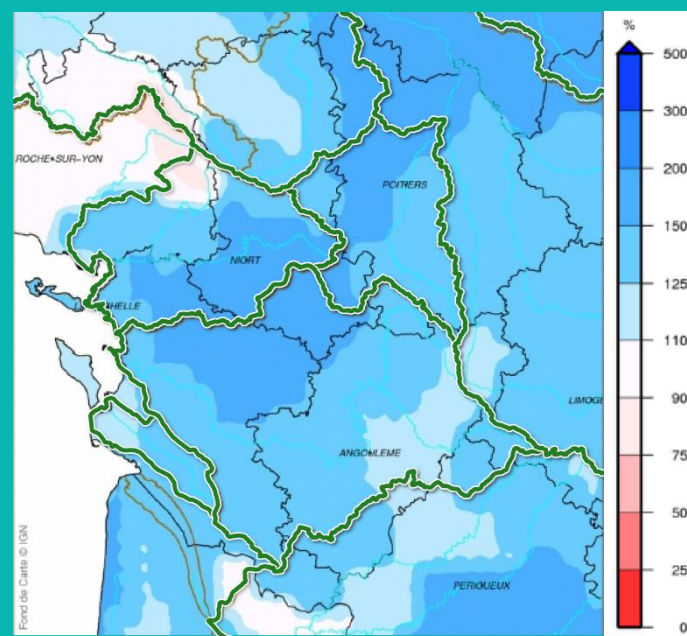 %
500
300
200
150
125
110
90
75
50
25
0
ROCHE-SUR-YON
POITIERS
NIORT
HELLE
LIMOGE
ANGOULEME
PERIGUEUX
Fond de Carte © IGN